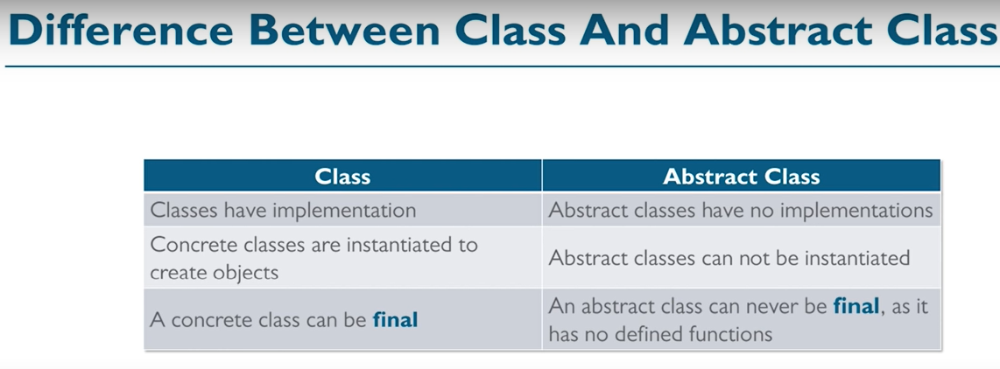 Difference Between Class And Abstract Class
Class
Abstract Class
Classes have implementation
Abstract classes have no implementations
Concrete classes are instantiated to
create objects
Abstract classes can not be instantiated
A concrete class can be final
An abstract class can never be final, as it
has no defined functions